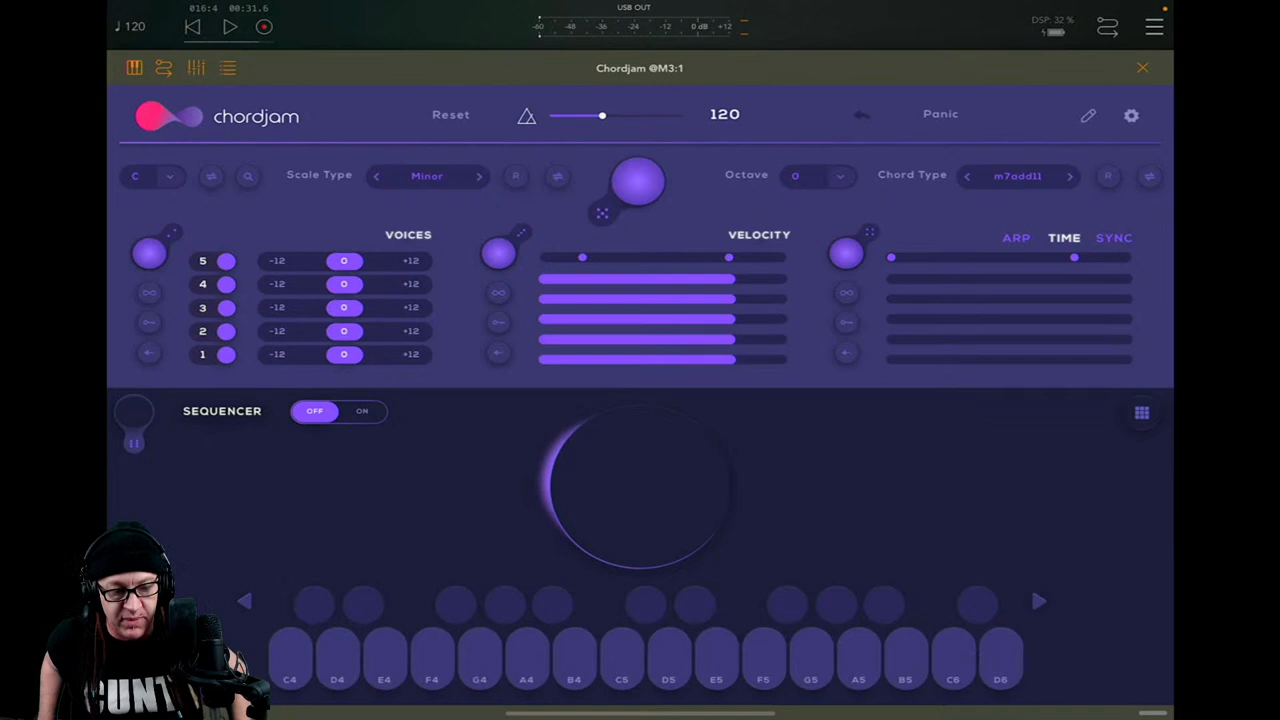 016:4 00:31.6
USB OUT
♩ 120
-60 -48 -36 -24 -12 0 dB +12
DSP: 32 %
Chordjam @M3:1
chordjam
Reset
120
Panic
C
Scale Type
Minor
R
Octave
0
Chord Type
m7add11
R
VOICES
VELOCITY
ARP TIME SYNC
5 -12 0 +12
4 -12 0 +12
3 -12 0 +12
2 -12 0 +12
1 -12 0 +12
SEQUENCER
OFF ON
C4 D4 E4 F4 G4 A4 B4 C5 D5 E5 F5 G5 A5 B5 C6 D6